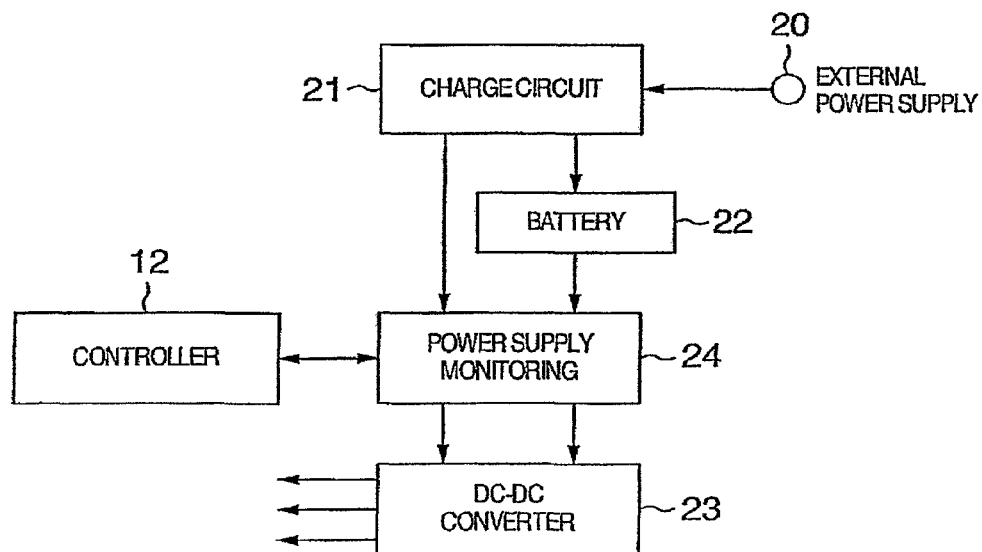 20
21
CHARGE CIRCUIT
EXTERNAL
POWER SUPPLY
BATTERY
22
12
CONTROLLER
POWER SUPPLY
MONITORING
24
DC-DC
CONVERTER
23